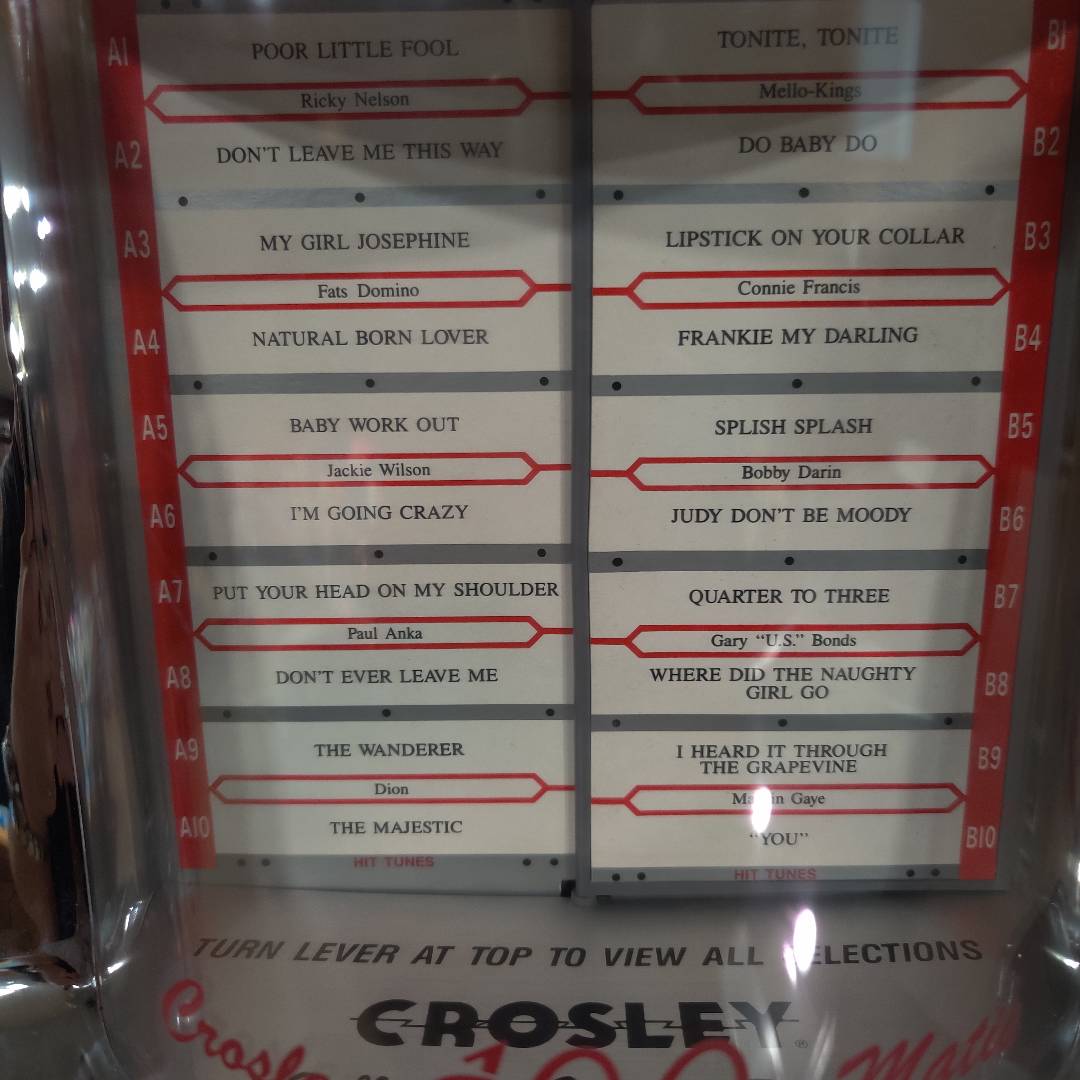 A1
POOR LITTLE FOOL
Ricky Nelson
A2
DON'T LEAVE ME THIS WAY
A3
MY GIRL JOSEPHINE
Fats Domino
A4
NATURAL BORN LOVER
A5
BABY WORK OUT
Jackie Wilson
A6
I'M GOING CRAZY
A7
PUT YOUR HEAD ON MY SHOULDER
Paul Anka
A8
DON'T EVER LEAVE ME
A9
THE WANDERER
Dion
A10
THE MAJESTIC
HIT TUNES
B1
TONITE, TONITE
Mello-Kings
B2
DO BABY DO
B3
LIPSTICK ON YOUR COLLAR
Connie Francis
B4
FRANKIE MY DARLING
B5
SPLISH SPLASH
Bobby Darin
B6
JUDY DON'T BE MOODY
B7
QUARTER TO THREE
Gary "U.S." Bonds
B8
WHERE DID THE NAUGHTY
GIRL GO
B9
I HEARD IT THROUGH
THE GRAPEVINE
Marvin Gaye
B10
"YOU"
HIT TUNES
TURN LEVER AT TOP TO VIEW ALL SELECTIONS
CROSLEY®
Crosley 100 Matic